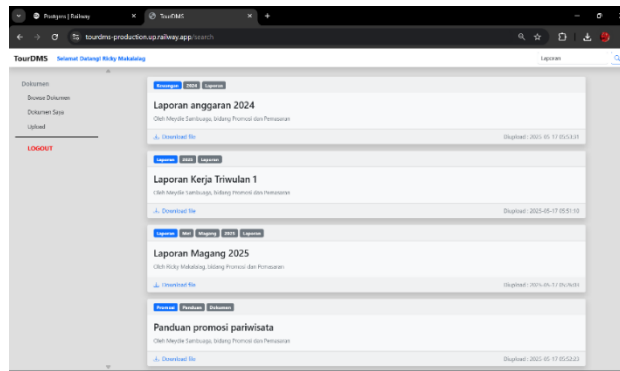 Postgres | Railway
TourDMS
tourdms-production.up.railway.app/search
TourDMS Selamat Datang! Ricky Makalalag
Laporan
Dokumen
Browse Dokumen
Dokumen Saya
Upload
LOGOUT
Keuangan 2024 Laporan
Laporan anggaran 2024
Oleh Meydie Sambuaga, bidang Promosi dan Pemasaran
Download file
Diupload : 2025-05-17 05:53:01
Laporan 2025 Laporan
Laporan Kerja Triwulan 1
Oleh Meydie Sambuaga, bidang Promosi dan Pemasaran
Download file
Diupload : 2025-05-17 05:51:10
Laporan Magang 2025 Laporan
Laporan Magang 2025
Oleh Ricky Makalalag, bidang Promosi dan Pemasaran
Download file
Diupload : 2025-05-17
Promosi Panduan Dokumen
Panduan promosi pariwisata
Oleh Meydie Sambuaga, bidang Promosi dan Pemasaran
Download file
Diupload : 2025-05-17 05:52:23